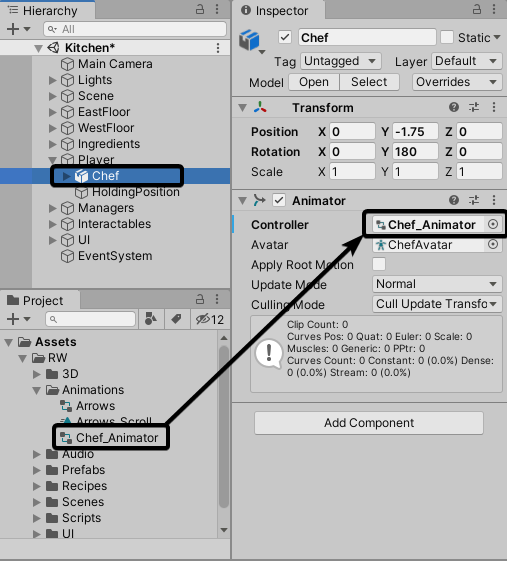 Hierarchy
All
Kitchen*
Main Camera
Lights
Scene
EastFloor
WestFloor
Ingredients
Player
Chef
HoldingPosition
Managers
Interactables
UI
EventSystem
Project
12
Assets
RW
3D
Animations
Arrows
Arrows_Scroll
Chef_Animator
Audio
Prefabs
Recipes
Scenes
Scripts
UI
Inspector
Chef Static
Tag Untagged Layer Default
Model Open Select Overrides
Transform
Position X 0 Y -1.75 Z 0
Rotation X 0 Y 180 Z 0
Scale X 1 Y 1 Z 1
Animator
Controller Chef_Animator
Avatar ChefAvatar
Apply Root Motion
Update Mode Normal
Culling Mode Cull Update Transfo
Clip Count: 0
Curves Pos: 0 Quat: 0 Euler: 0 Scale: 0
Muscles: 0 Generic: 0 PPtr: 0
Curves Count: 0 Constant: 0 (0.0%) Dense:
0 (0.0%) Stream: 0 (0.0%)
Add Component